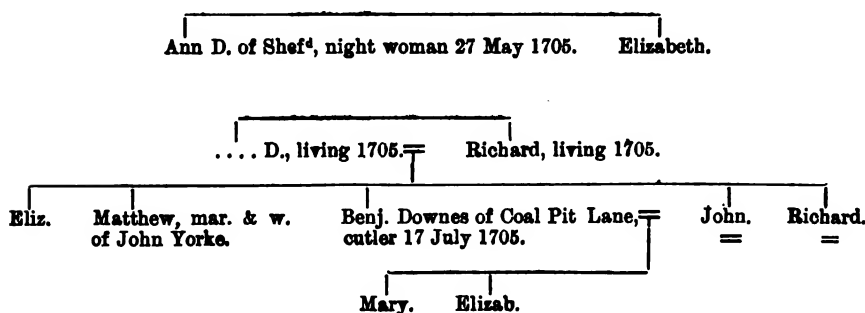 Ann D. of Shefᵈ, night woman 27 May 1705. Elizabeth.
.... D., living 1705. Richard, living 1705.
Eliz. Matthew, mar. & w. Benj. Downes of Coal Pit Lane, John. Richard.
of John Yorke. cutler 17 July 1705.
Mary. Elizab.